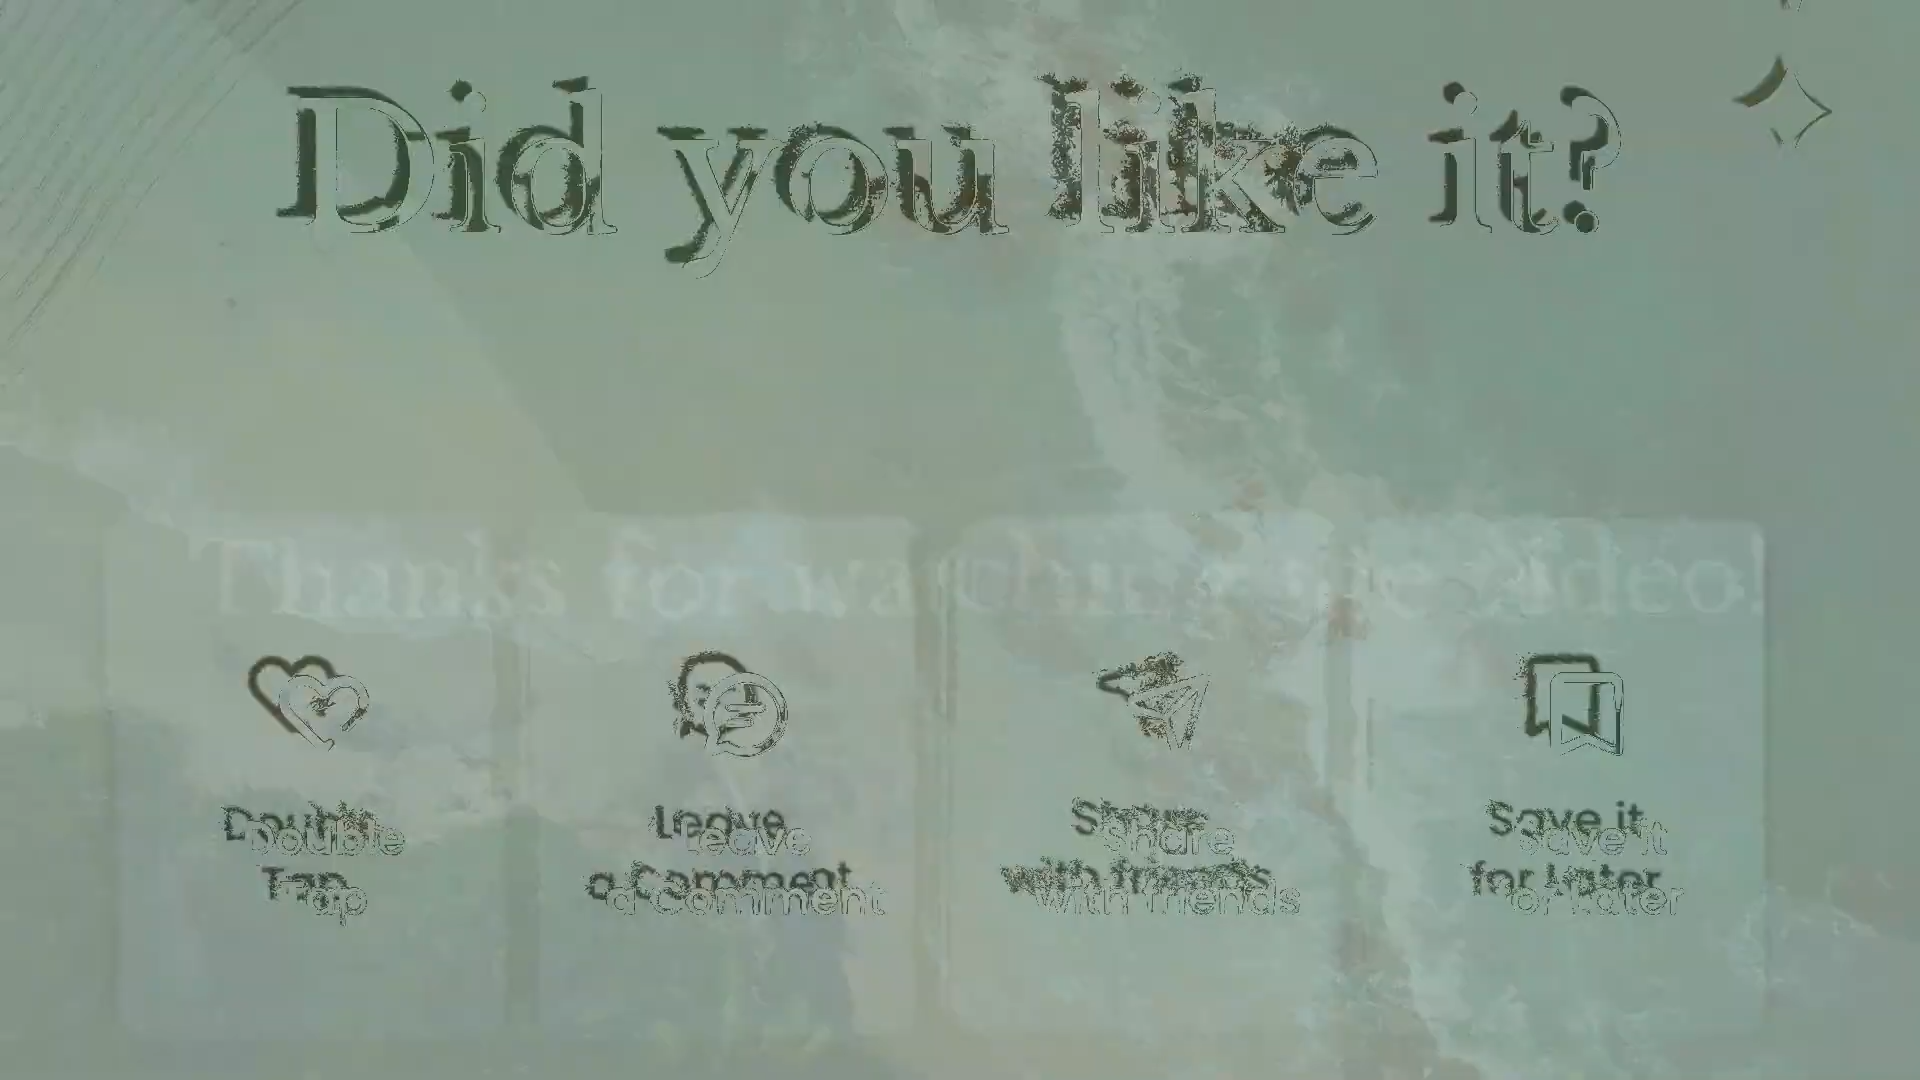 Did you like it?
Thanks for watching the video!
Double
Tap
Leave
a Comment
Share
with friends
Save it
for Later